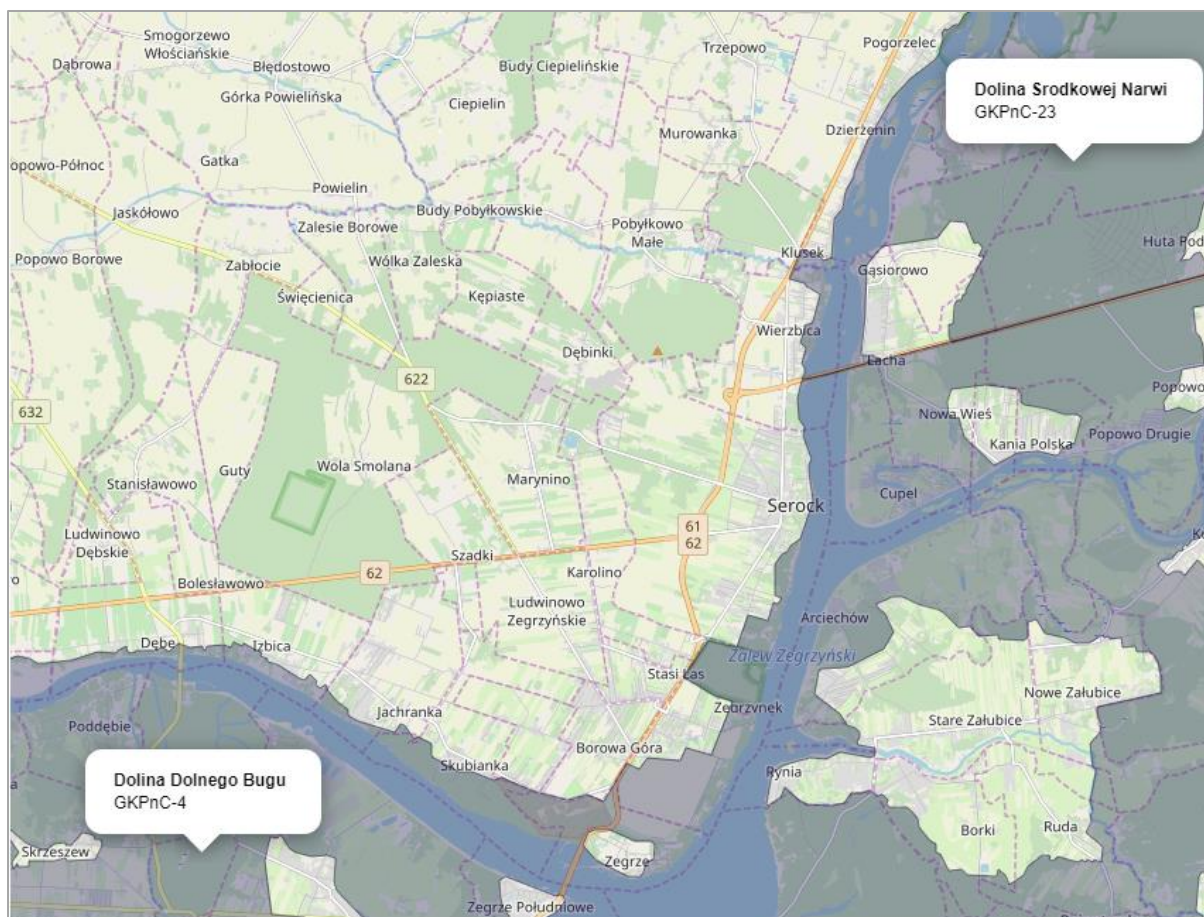 Smogorzewo
Włościańskie
Dąbrowa
Błędostowo
Górka Powielińska
Budy Ciepielińskie
Ciepielin
Trzepowo
Pogorzelec
Dolina Srodkowej Narwi
GKPnC-23
Murowanka
Dzierżenin
Gatka
opowo-Północ
Powielin
Jaskółowo
Zalesie Borowe
Budy Pobyłkowskie
Pobyłkowo
Małe
Popowo Borowe
Zabłocie
Wólka Zaleska
Klusek
Gąsiorowo
Huta Pod
Święcienica
Kępiaste
Wierzbica
Dębinki
Łacha
622
632
Popowo
Nowa Wieś
Kania Polska
Popowo Drugie
Guty
Wola Smolana
Stanisławowo
Marynino
Cupel
Serock
61
62
Ludwinowo
Dębskie
Szadki
62
Bolesławowo
Karolino
Ludwinowo
Zegrzyńskie
Arciechów
Dębe
Izbica
Zalew Zegrzyński
Stasi Las
Nowe Załubice
Zegrzynek
Jachranka
Stare Załubice
Poddębie
Borowa Góra
Skubianka
Rynia
Dolina Dolnego Bugu
GKPnC-4
Borki
Ruda
Skrzeszew
Zegrze
Zegrze Południowe